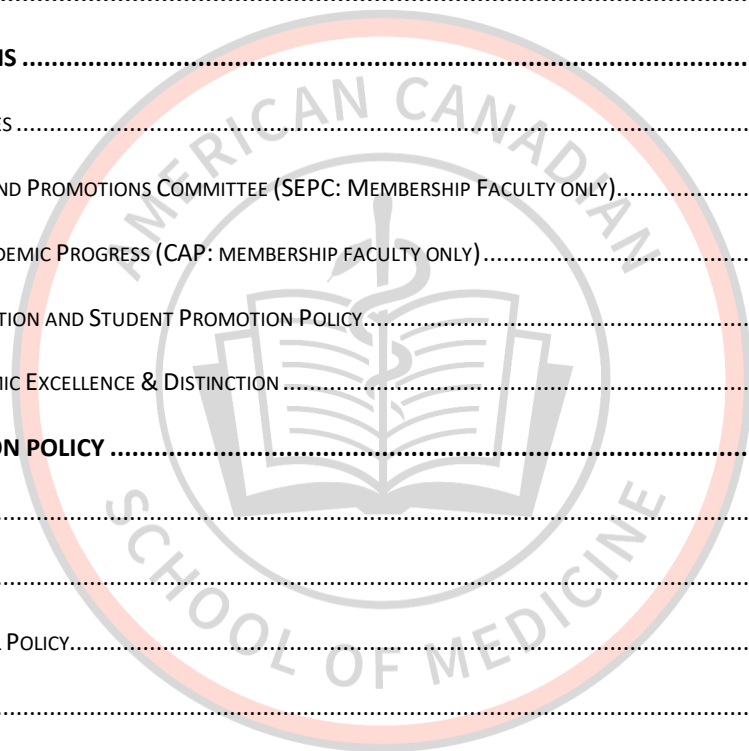 ................................................................
NS ................................................................
ES ................................................................
AMERICAN CANADIAN
ND PROMOTIONS COMMITTEE (SEPC: MEMBERSHIP FACULTY ONLY)................
DEMIC PROGRESS (CAP: MEMBERSHIP FACULTY ONLY)................................
TION AND STUDENT PROMOTION POLICY................................................
MIC EXCELLENCE & DISTINCTION ................................................
ON POLICY ................................................................
................................................................
................................................................
POLICY................................................................
SCHOOL OF MEDICINE
................................................................